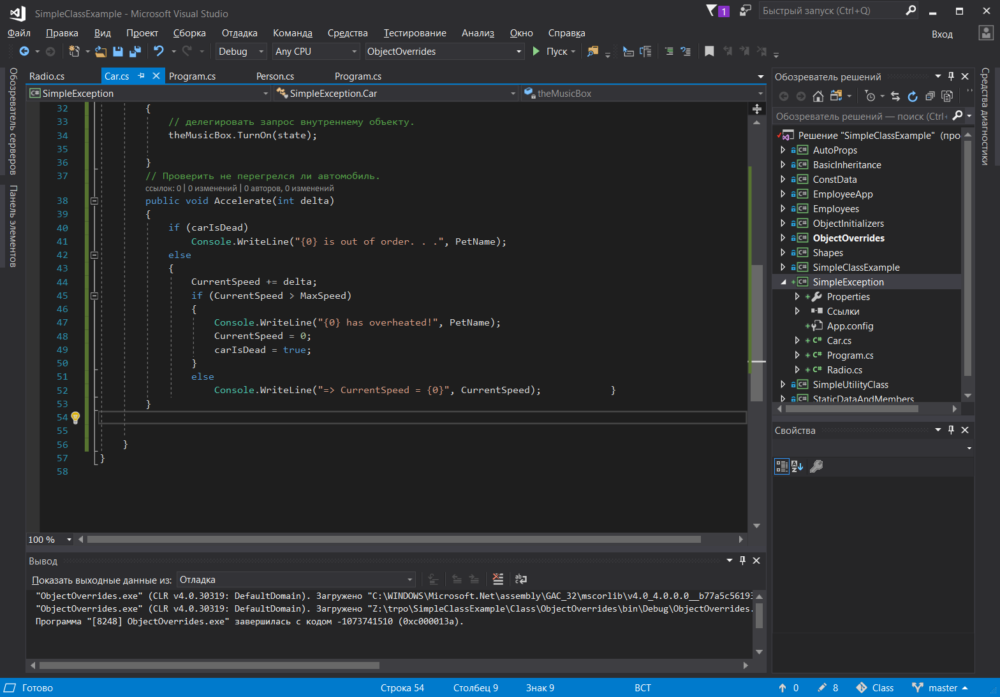 SimpleClassExample - Microsoft Visual Studio
1
Быстрый запуск (Ctrl+Q)
Файл Правка Вид Проект Сборка Отладка Команда Средства Тестирование Анализ Окно Справка Вход
Debug Any CPU ObjectOverrides Пуск
Обозреватель серверов
Панель элементов
Radio.cs Car.cs Program.cs Person.cs Program.cs
SimpleException SimpleException.Car theMusicBox
32 {
33 // делегировать запрос внутреннему объекту.
34 theMusicBox.TurnOn(state);
35
36 }
37 // Проверить не перегрелся ли автомобиль.
ссылок: 0 | 0 изменений | 0 авторов, 0 изменений
38 public void Accelerate(int delta)
39 {
40 if (carIsDead)
41 Console.WriteLine("{0} is out of order. . .", PetName);
42 else
43 {
44 CurrentSpeed += delta;
45 if (CurrentSpeed > MaxSpeed)
46 {
47 Console.WriteLine("{0} has overheated!", PetName);
48 CurrentSpeed = 0;
49 carIsDead = true;
50 }
51 else
52 Console.WriteLine("=> CurrentSpeed = {0}", CurrentSpeed); }
53 }
54
55
56 }
57 }
58
100 %
Вывод
Показать выходные данные из: Отладка
"ObjectOverrides.exe" (CLR v4.0.30319: DefaultDomain). Загружено "C:\WINDOWS\Microsoft.Net\assembly\GAC_32\mscorlib\v4.0_4.0.0.0__b77a5c56193
"ObjectOverrides.exe" (CLR v4.0.30319: DefaultDomain). Загружено "Z:\trpo\SimpleClassExample\Class\ObjectOverrides\bin\Debug\ObjectOverrides.
Программа "[8248] ObjectOverrides.exe" завершилась с кодом -1073741510 (0xc000013a).
Обозреватель решений
Обозреватель решений — поиск (Ctrl+
Решение "SimpleClassExample" (про
AutoProps
BasicInheritance
ConstData
EmployeeApp
Employees
ObjectInitializers
ObjectOverrides
Shapes
SimpleClassExample
SimpleException
Properties
Ссылки
App.config
Car.cs
Program.cs
Radio.cs
SimpleUtilityClass
StaticDataAndMembers
Свойства
Средства диагностики
Готово Строка 54 Столбец 9 Знак 9 ВСТ 0 8 Class master